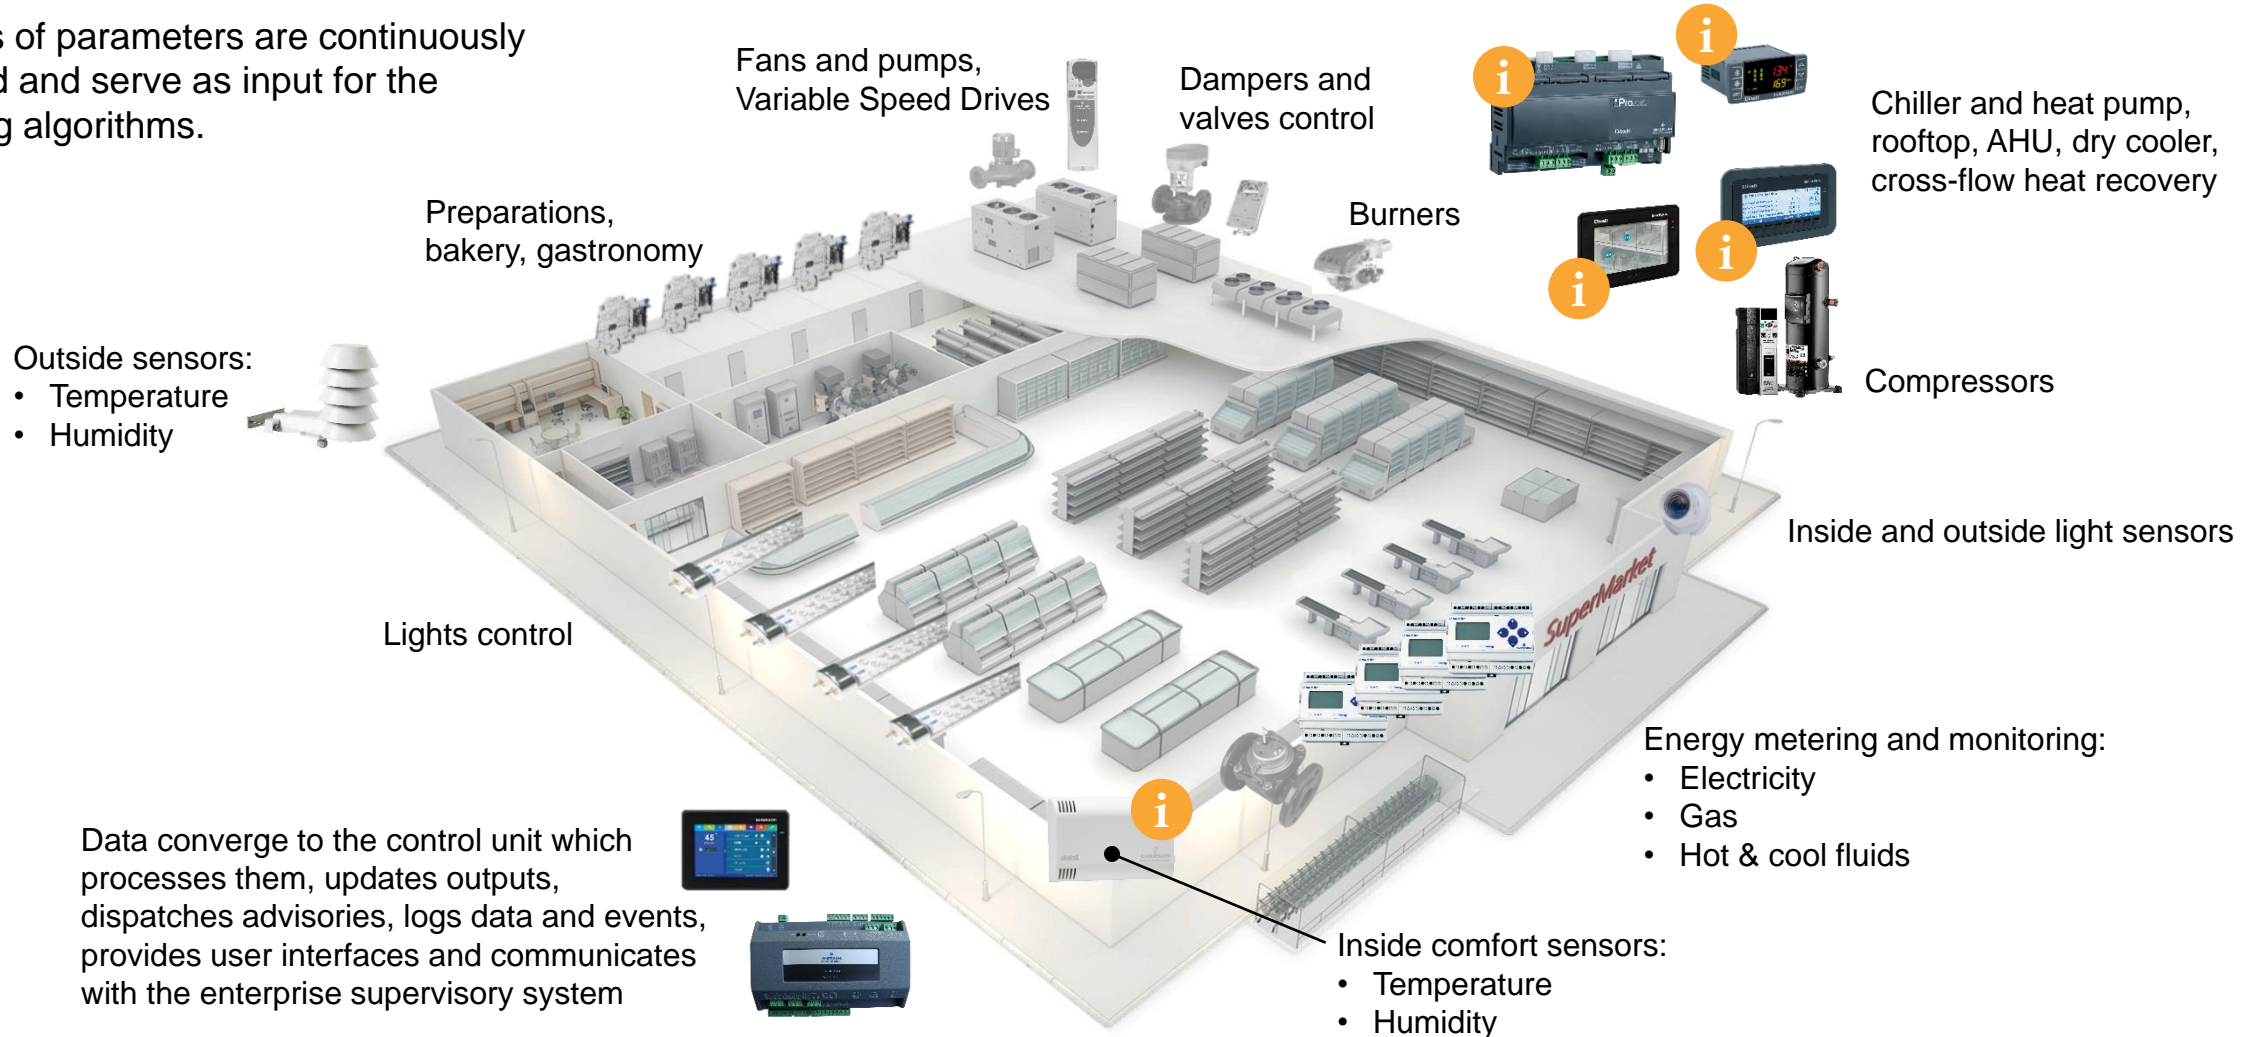 s of parameters are continuously
d and serve as input for the
g algorithms.
Fans and pumps,
Variable Speed Drives
Dampers and
valves control
Chiller and heat pump,
rooftop, AHU, dry cooler,
cross-flow heat recovery
Preparations,
bakery, gastronomy
Burners
Outside sensors:
• Temperature
• Humidity
Compressors
Inside and outside light sensors
SuperMarket
Lights control
Energy metering and monitoring:
• Electricity
• Gas
• Hot & cool fluids
Data converge to the control unit which
processes them, updates outputs,
dispatches advisories, logs data and events,
provides user interfaces and communicates
with the enterprise supervisory system
Inside comfort sensors:
• Temperature
• Humidity
i
i
i
i
i
45